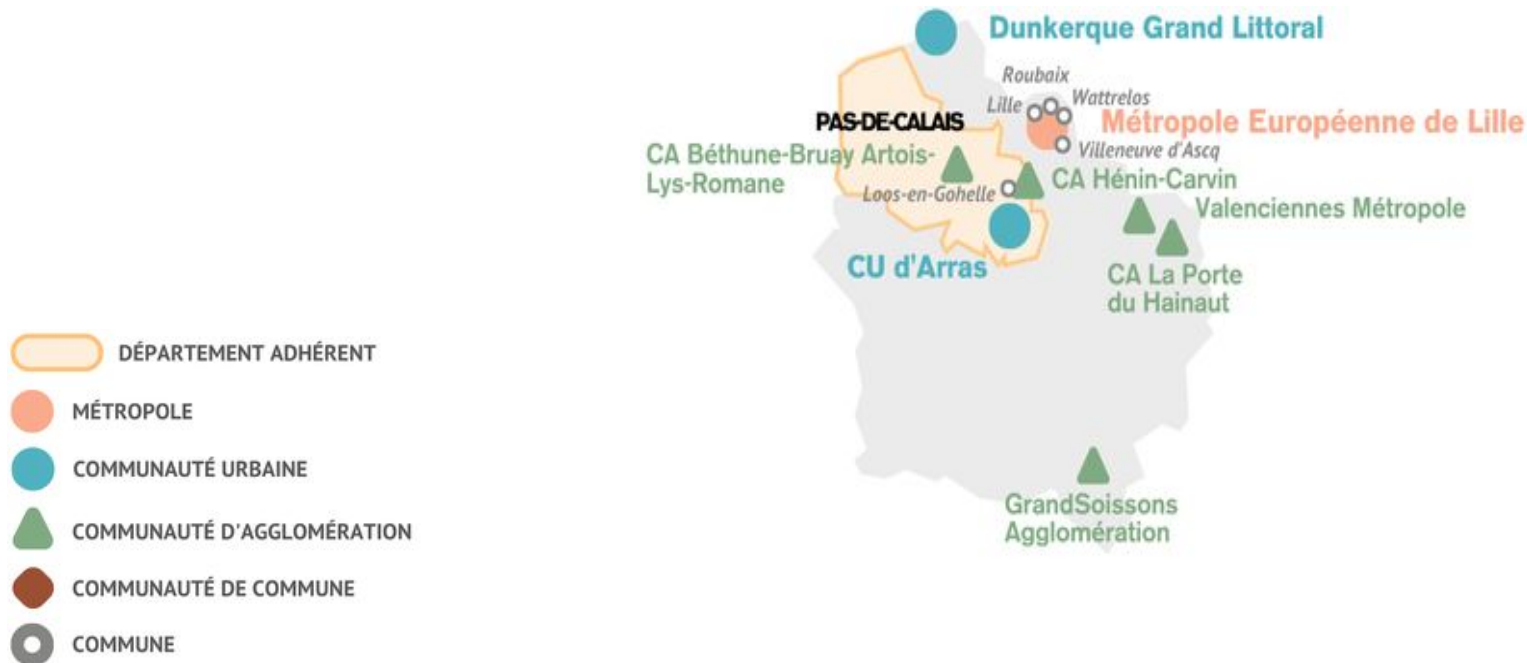 Dunkerque Grand Littoral
Roubaix
Lille
Wattrelos
PAS-DE-CALAIS
Métropole Européenne de Lille
Villeneuve d'Ascq
CA Béthune-Bruay Artois-
Lys-Romane
CA Hénin-Carvin
Loos-en-Gohelle
Valenciennes Métropole
CU d'Arras
CA La Porte
du Hainaut
DÉPARTEMENT ADHÉRENT
MÉTROPOLE
COMMUNAUTÉ URBAINE
COMMUNAUTÉ D'AGGLOMÉRATION
COMMUNAUTÉ DE COMMUNE
COMMUNE
GrandSoissons
Agglomération